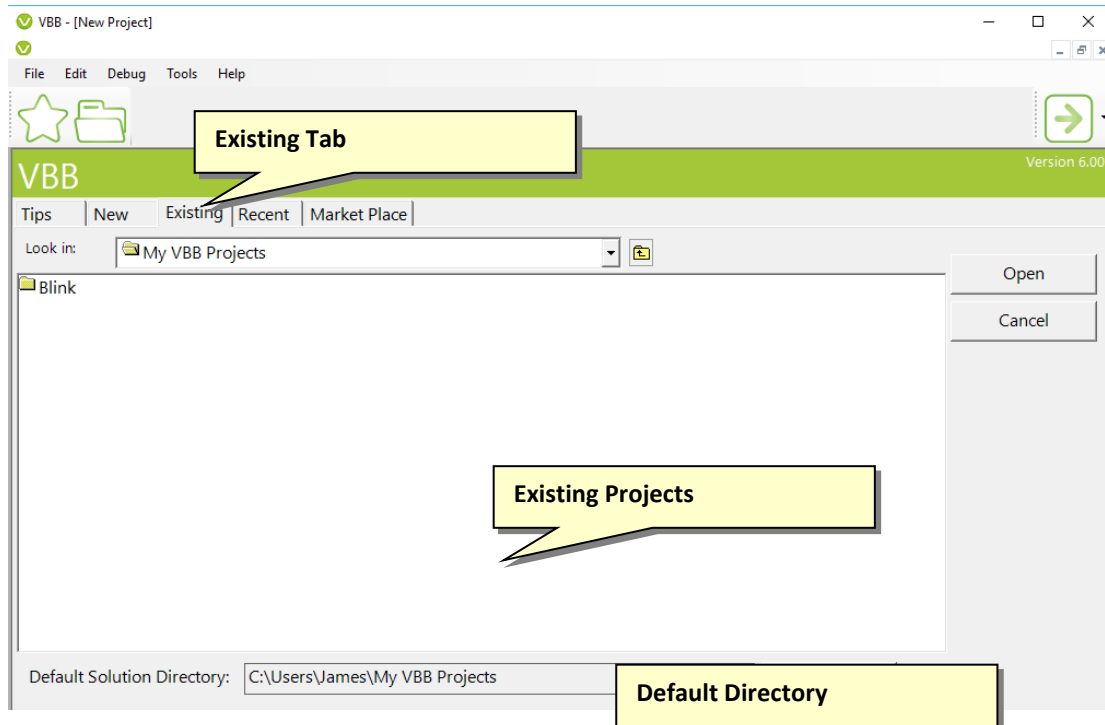 VBB - [New Project]
File Edit Debug Tools Help
Existing Tab
VBB
Version 6.00
Tips New Existing Recent Market Place
Look in: My VBB Projects
Blink
Open
Cancel
Existing Projects
Default Solution Directory: C:\Users\James\My VBB Projects
Default Directory